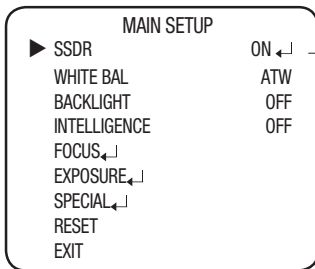 MAIN SETUP
▶ SSDR ON ↵
WHITE BAL ATW
BACKLIGHT OFF
INTELLIGENCE OFF
FOCUS↵
EXPOSURE↵
SPECIAL↵
RESET
EXIT